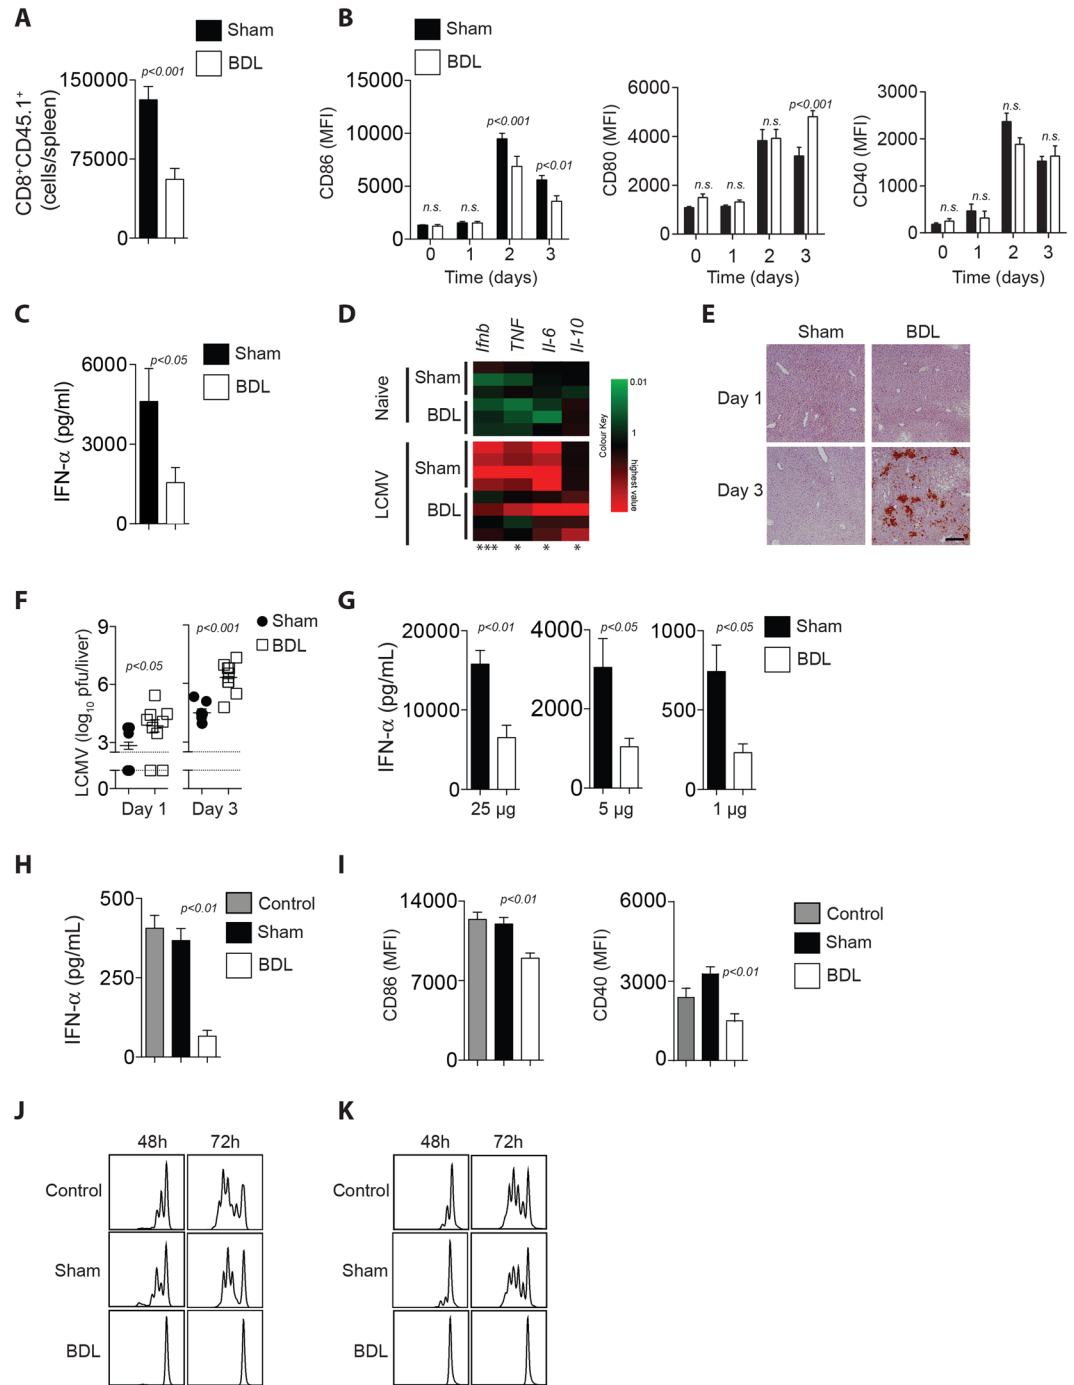 A
Sham
BDL
p<0.001
150000
75000
0
CD8+CD45.1+
(cells/spleen)
B
Sham
BDL
15000
10000
5000
0
CD86 (MFI)
n.s.
n.s.
p<0.001
p<0.01
0 1 2 3
Time (days)
6000
4000
2000
0
CD80 (MFI)
n.s.
n.s.
n.s.
p<0.001
0 1 2 3
Time (days)
3000
2000
1000
0
CD40 (MFI)
n.s.
n.s.
n.s.
n.s.
0 1 2 3
Time (days)
C
6000
3000
0
IFN-α (pg/ml)
p<0.05
Sham
BDL
D
Ifnb TNF Il-6 Il-10
Naive
Sham
BDL
LCMV
Sham
BDL
*** * * *
Colour Key
0.01
1
highest value
E
Sham BDL
Day 1
Day 3
F
9
6
3
0
LCMV (log10 pfu/liver)
p<0.05
p<0.001
Sham
BDL
Day 1 Day 3
G
IFN-α (pg/mL)
20000
10000
0
p<0.01
25 µg
4000
2000
0
p<0.05
5 µg
1000
500
0
p<0.05
1 µg
Sham
BDL
H
500
250
0
IFN-α (pg/mL)
p<0.01
Control
Sham
BDL
I
14000
7000
0
CD86 (MFI)
p<0.01
6000
3000
0
CD40 (MFI)
p<0.01
Control
Sham
BDL
J
48h 72h
Control
Sham
BDL
K
48h 72h
Control
Sham
BDL